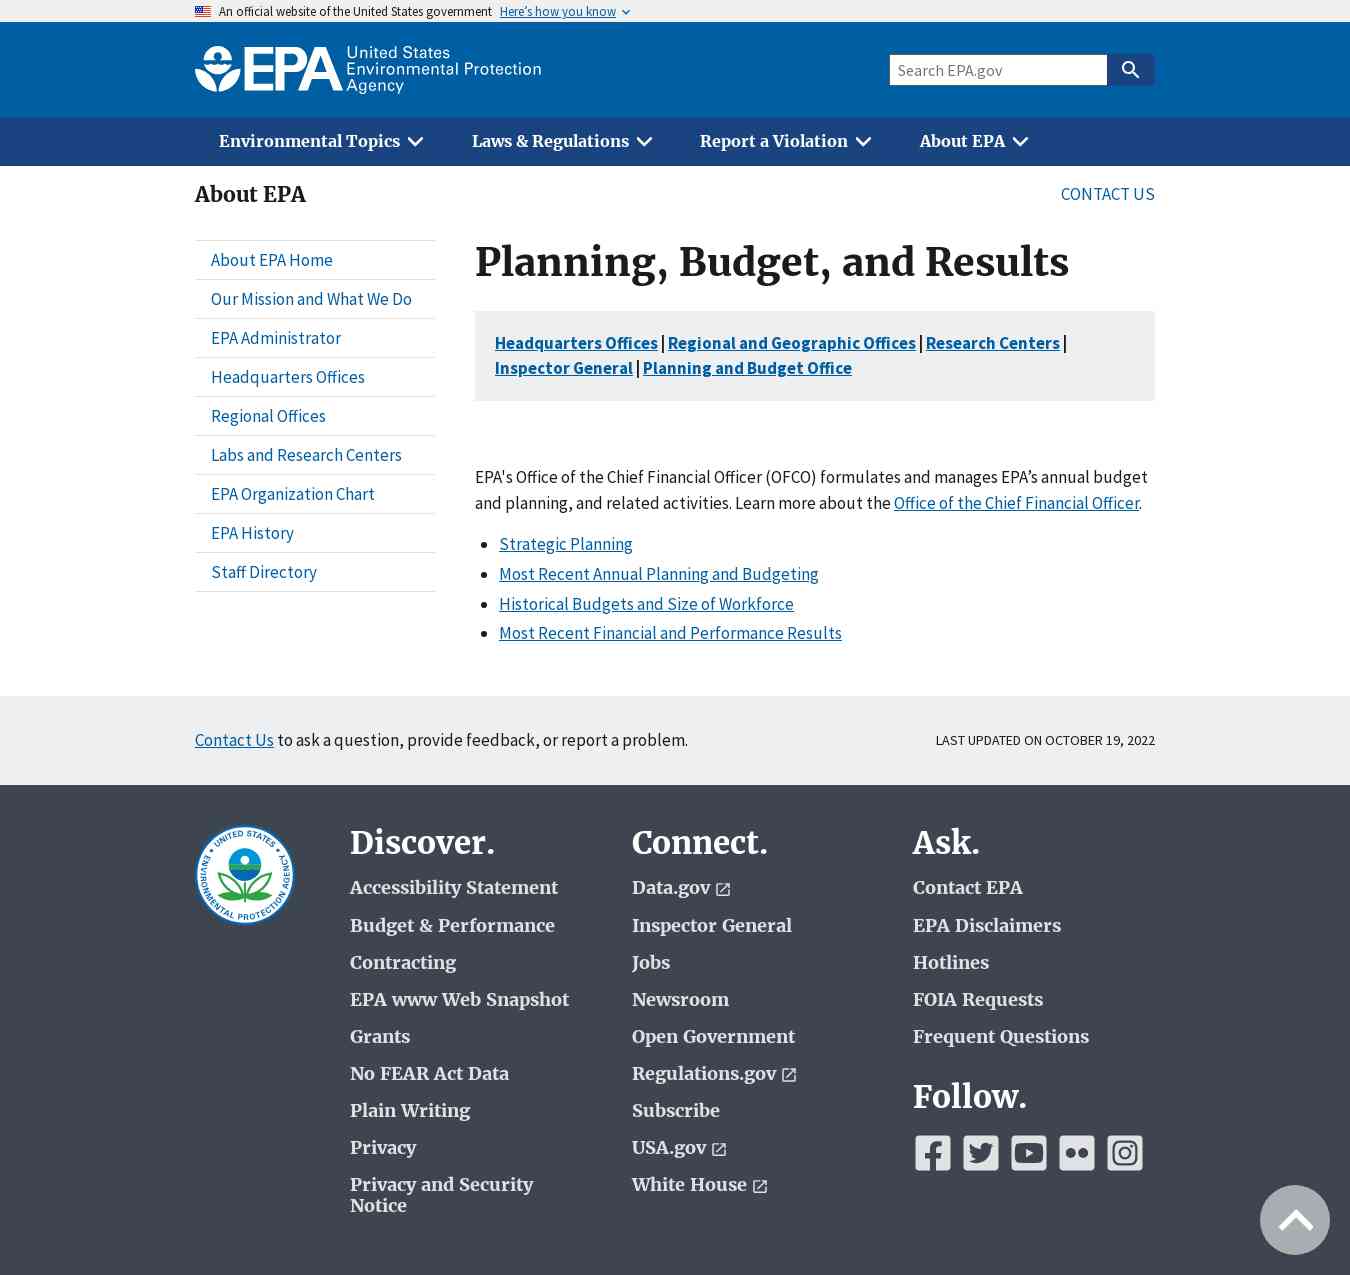 An official website of the United States government Here’s how you know
EPA United States
Environmental Protection
Agency
Search EPA.gov
Environmental Topics Laws & Regulations Report a Violation About EPA
About EPA CONTACT US
About EPA Home
Our Mission and What We Do
EPA Administrator
Headquarters Offices
Regional Offices
Labs and Research Centers
EPA Organization Chart
EPA History
Staff Directory
Planning, Budget, and Results
Headquarters Offices | Regional and Geographic Offices | Research Centers |
Inspector General | Planning and Budget Office
EPA's Office of the Chief Financial Officer (OFCO) formulates and manages EPA’s annual budget
and planning, and related activities. Learn more about the Office of the Chief Financial Officer.
Strategic Planning
Most Recent Annual Planning and Budgeting
Historical Budgets and Size of Workforce
Most Recent Financial and Performance Results
Contact Us to ask a question, provide feedback, or report a problem. LAST UPDATED ON OCTOBER 19, 2022
UNITED STATES
ENVIRONMENTAL PROTECTION AGENCY
Discover.
Accessibility Statement
Budget & Performance
Contracting
EPA www Web Snapshot
Grants
No FEAR Act Data
Plain Writing
Privacy
Privacy and Security
Notice
Connect.
Data.gov
Inspector General
Jobs
Newsroom
Open Government
Regulations.gov
Subscribe
USA.gov
White House
Ask.
Contact EPA
EPA Disclaimers
Hotlines
FOIA Requests
Frequent Questions
Follow.